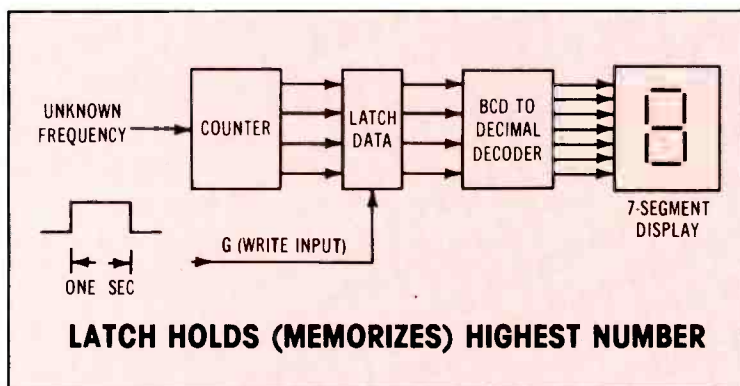 UNKNOWN
FREQUENCY
COUNTER
LATCH
DATA
BCD TO
DECIMAL
DECODER
7-SEGMENT
DISPLAY
ONE SEC
G (WRITE INPUT)
LATCH HOLDS (MEMORIZES) HIGHEST NUMBER